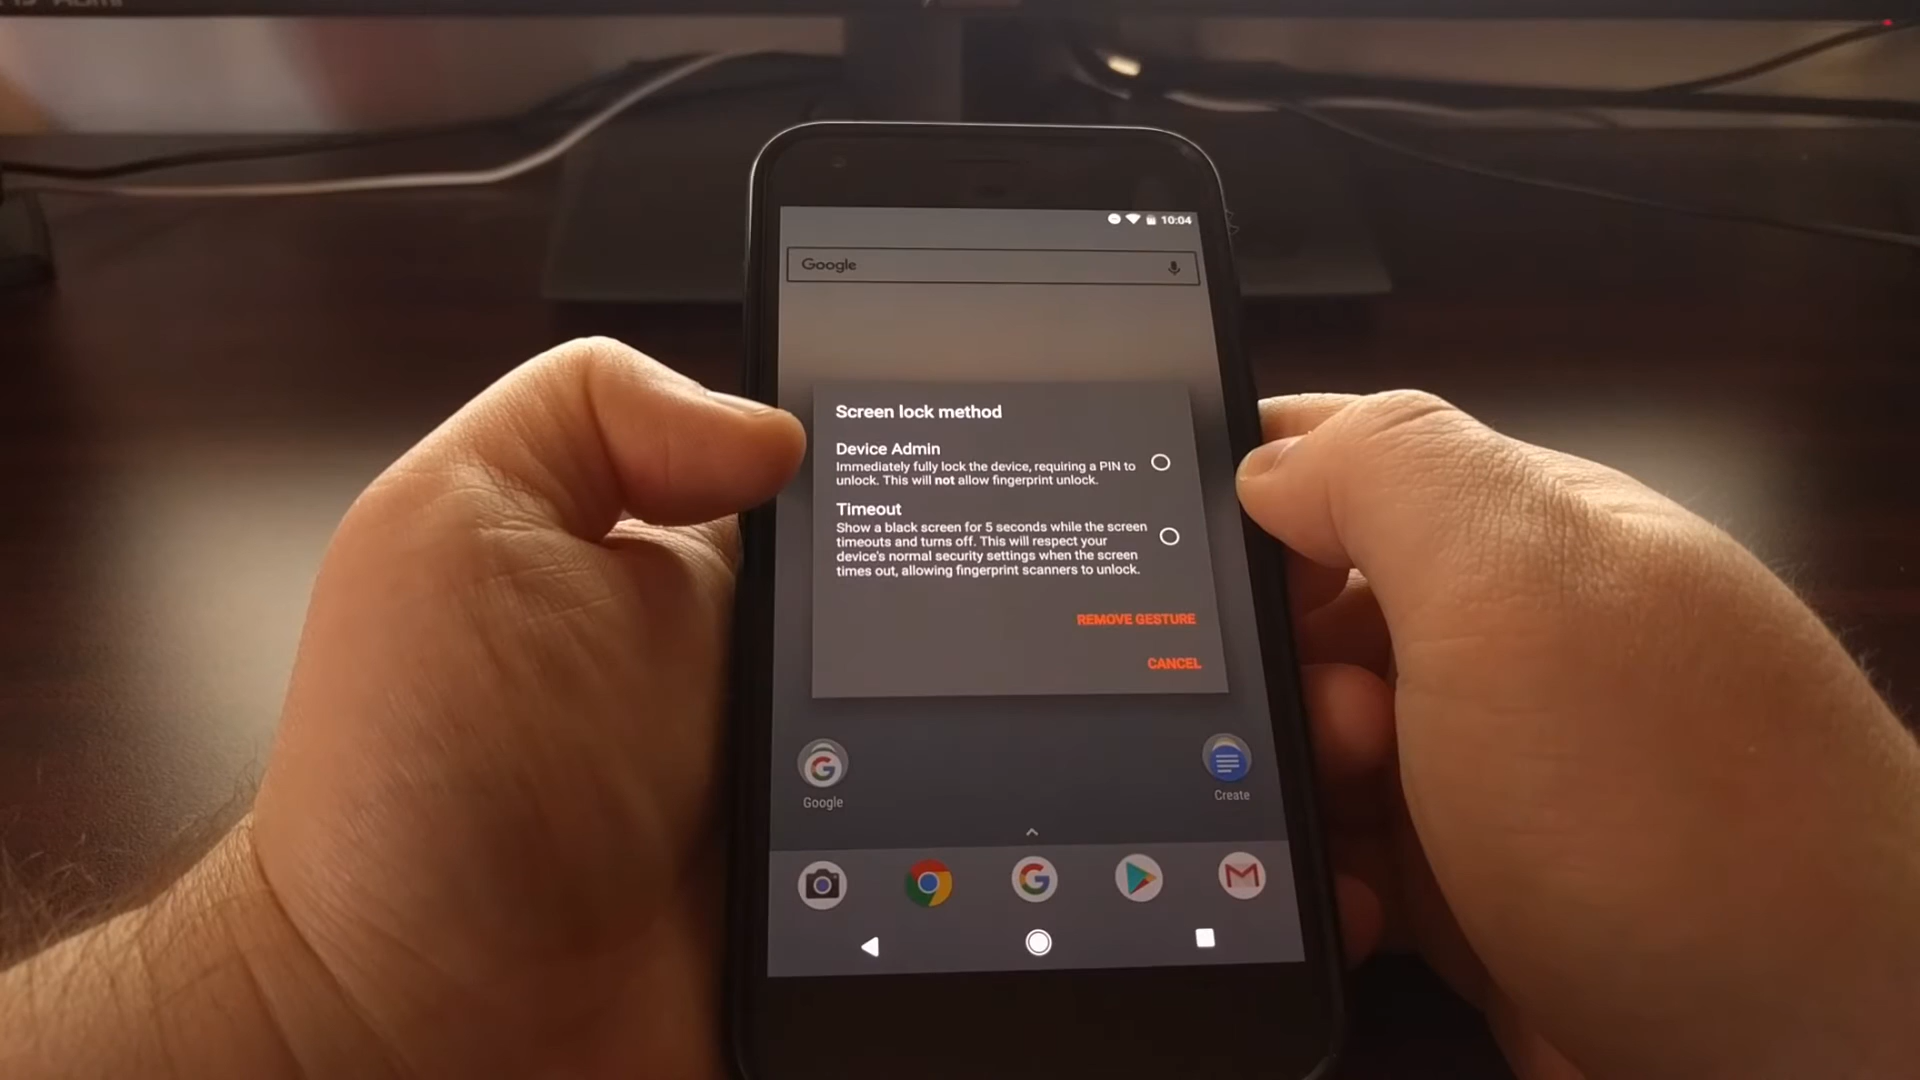 10:04
Google
Screen lock method
Device Admin
Immediately fully lock the device, requiring a PIN to
unlock. This will not allow fingerprint unlock.
Timeout
Show a black screen for 5 seconds while the screen
timeouts and turns off. This will respect your
device's normal security settings when the screen
times out, allowing fingerprint scanners to unlock.
REMOVE GESTURE
CANCEL
Google
Create